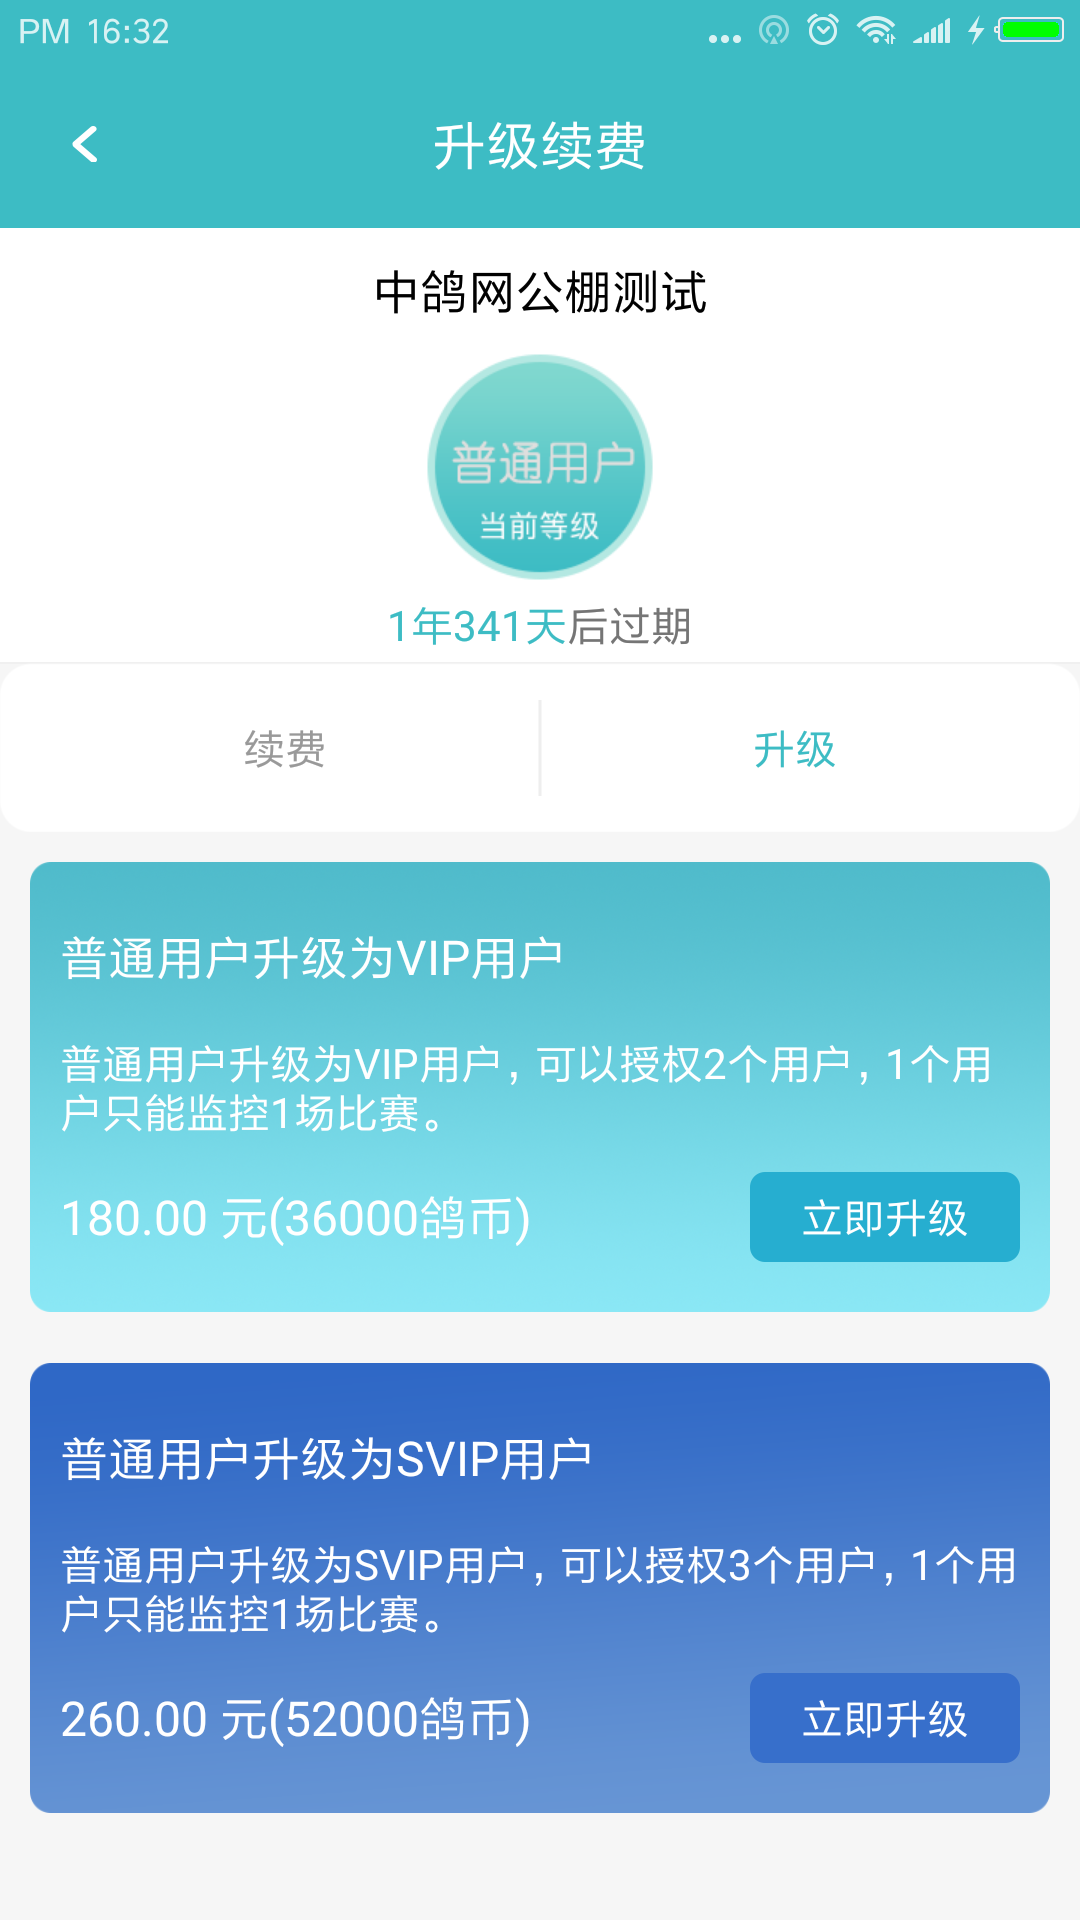 PM 16:32
升级续费
中鸽网公棚测试
普通用户
当前等级
1年341天后过期
续费
升级
普通用户升级为VIP用户
普通用户升级为VIP用户，可以授权2个用户，1个用
户只能监控1场比赛。
180.00 元(36000鸽币)
立即升级
普通用户升级为SVIP用户
普通用户升级为SVIP用户，可以授权3个用户，1个用
户只能监控1场比赛。
260.00 元(52000鸽币)
立即升级